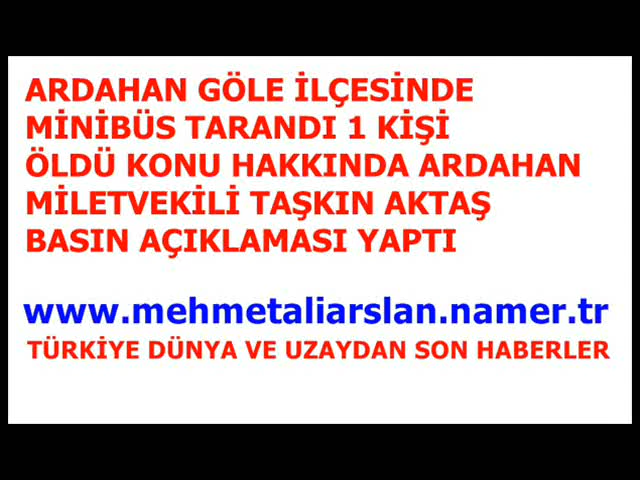 ARDAHAN GÖLE İLÇESİNDE
MİNİBÜS TARANDI 1 KİŞİ
ÖLDÜ KONU HAKKINDA ARDAHAN
MİLETVEKİLİ TAŞKIN AKTAŞ
BASIN AÇIKLAMASI YAPTI
www.mehmetaliarslan.namer.tr
TÜRKİYE DÜNYA VE UZAYDAN SON HABERLER